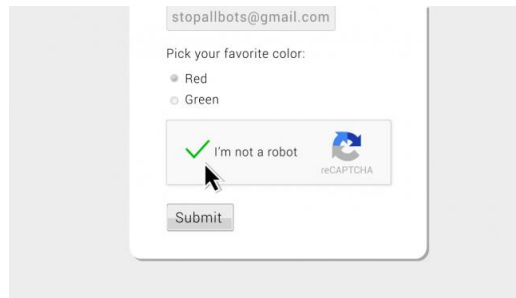 stopallbots@gmail.com
Pick your favorite color:
Red
Green
I'm not a robot
reCAPTCHA
Submit